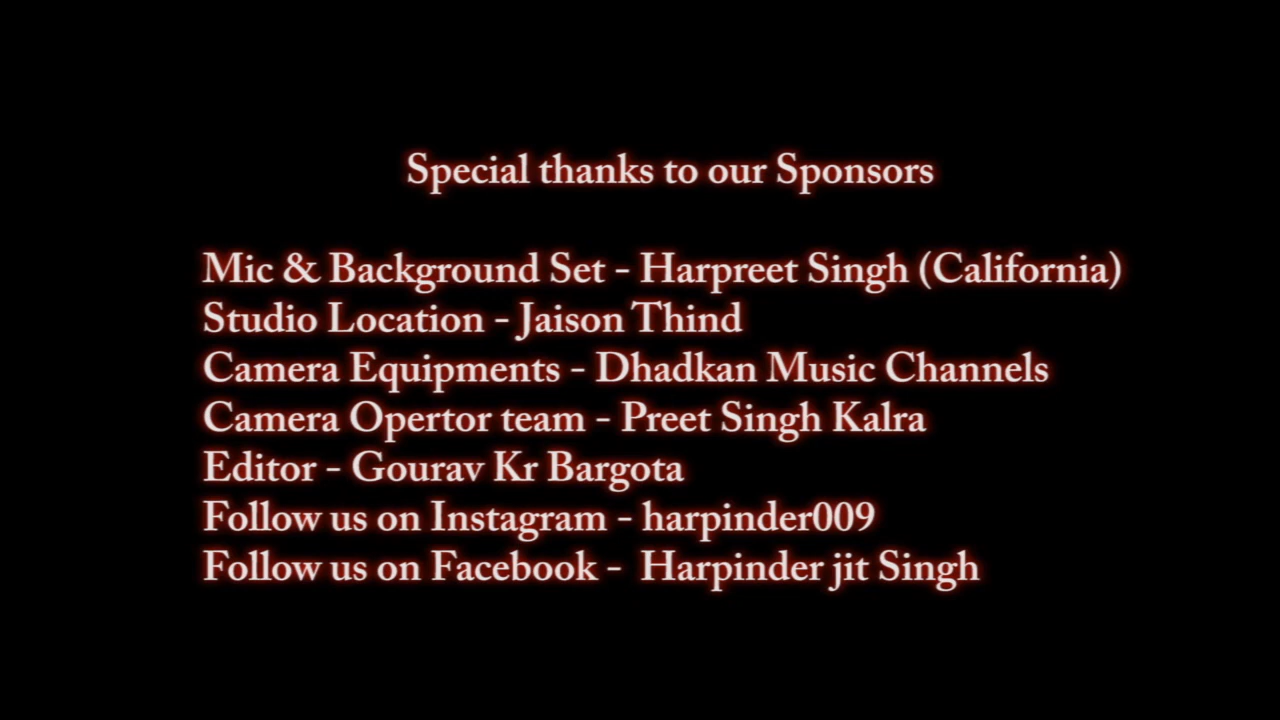 Special thanks to our Sponsors
Mic & Background Set - Harpreet Singh (California)
Studio Location - Jaison Thind
Camera Equipments - Dhadkan Music Channels
Camera Opertor team - Preet Singh Kalra
Editor - Gourav Kr Bargota
Follow us on Instagram - harpinder009
Follow us on Facebook - Harpinder jit Singh